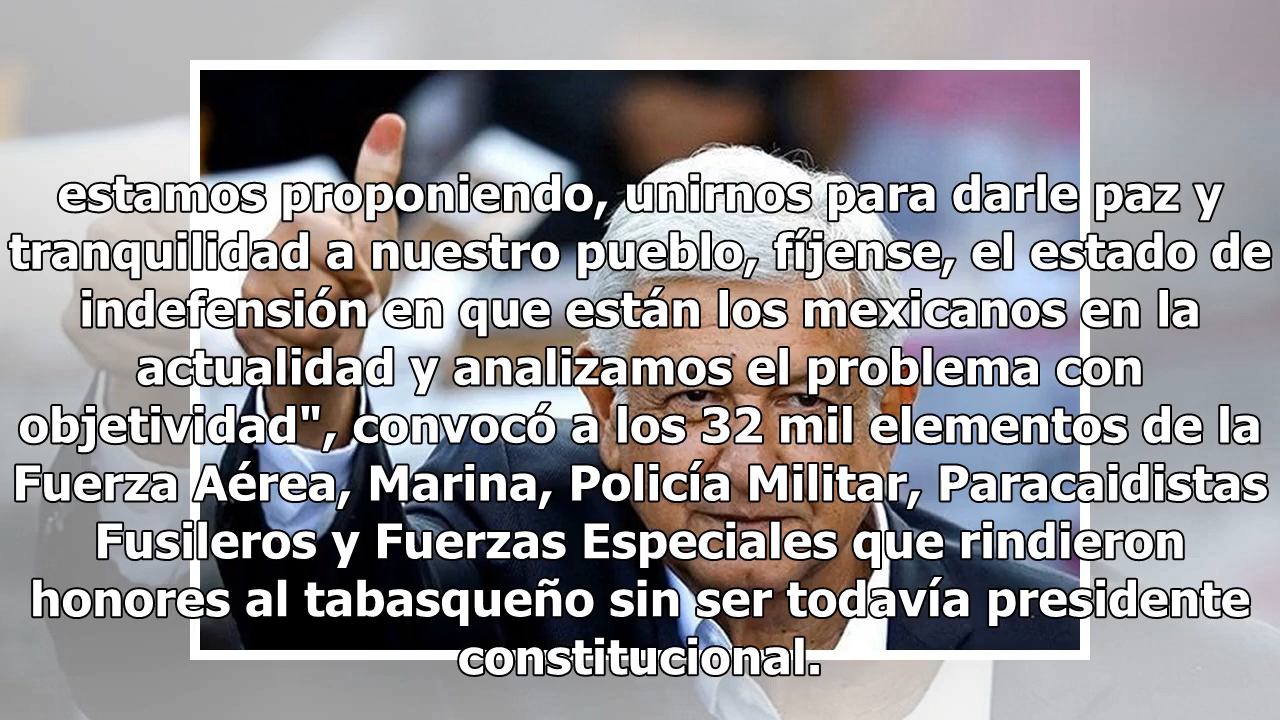 estamos proponiendo, unirnos para darle paz y
tranquilidad a nuestro pueblo, fíjense, el estado de
indefensión en que están los mexicanos en la
actualidad y analizamos el problema con
objetividad", convocó a los 32 mil elementos de la
Fuerza Aérea, Marina, Policía Militar, Paracaidistas
Fusileros y Fuerzas Especiales que rindieron
honores al tabasqueño sin ser todavía presidente
constitucional.